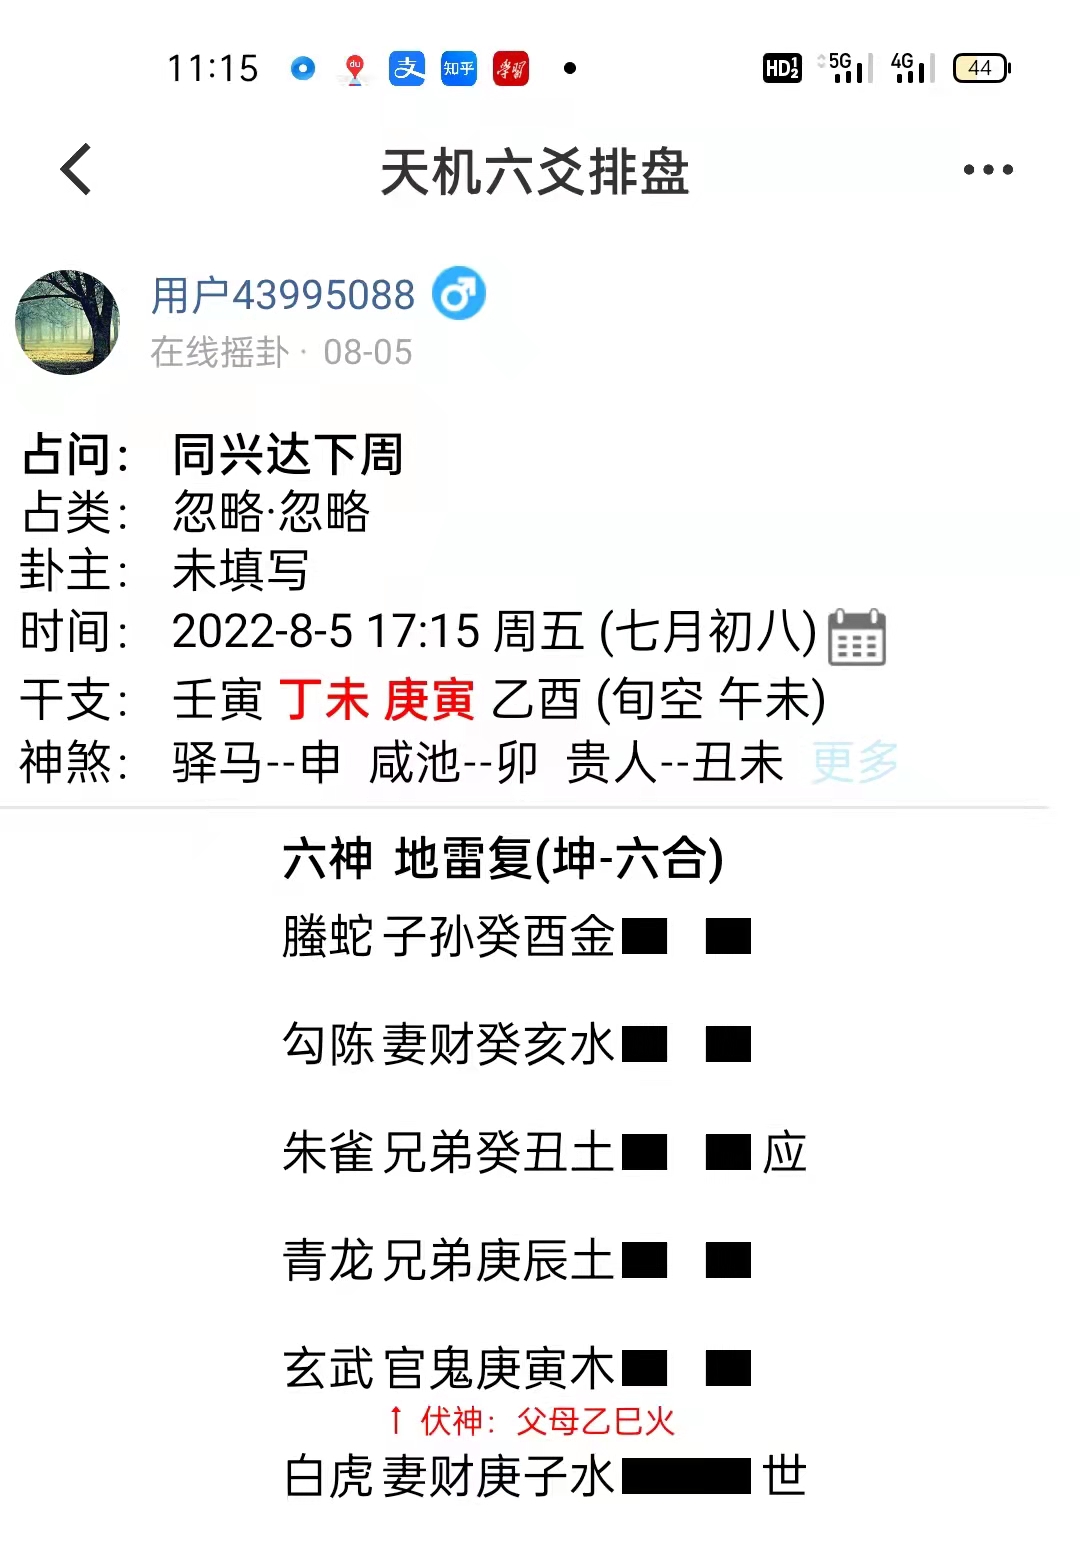 11:15 du 支 知乎 学习 HD1 2 5G 4G 44
天机六爻排盘
用户43995088
在线摇卦 · 08-05
占问： 同兴达下周
占类： 忽略·忽略
卦主： 未填写
时间： 2022-8-5 17:15 周五 (七月初八)
干支： 壬寅 丁未 庚寅 乙酉 (旬空 午未)
神煞： 驿马--申 咸池--卯 贵人--丑未 更多
六神 地雷复(坤-六合)
螣蛇 子孙癸酉金
勾陈 妻财癸亥水
朱雀 兄弟癸丑土 应
青龙 兄弟庚辰土
玄武 官鬼庚寅木
↑ 伏神：父母乙巳火
白虎 妻财庚子水 世